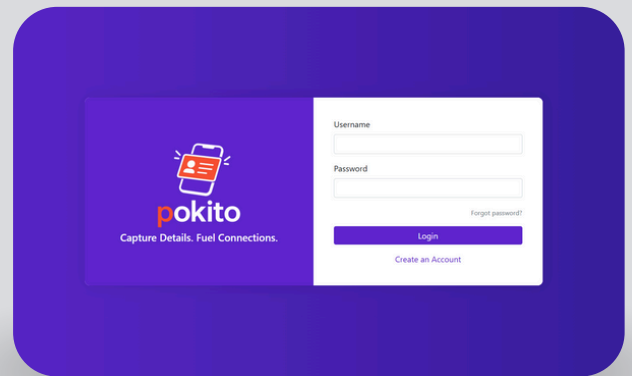 pokito
Capture Details. Fuel Connections.
Username
Password
Forgot password?
Login
Create an Account